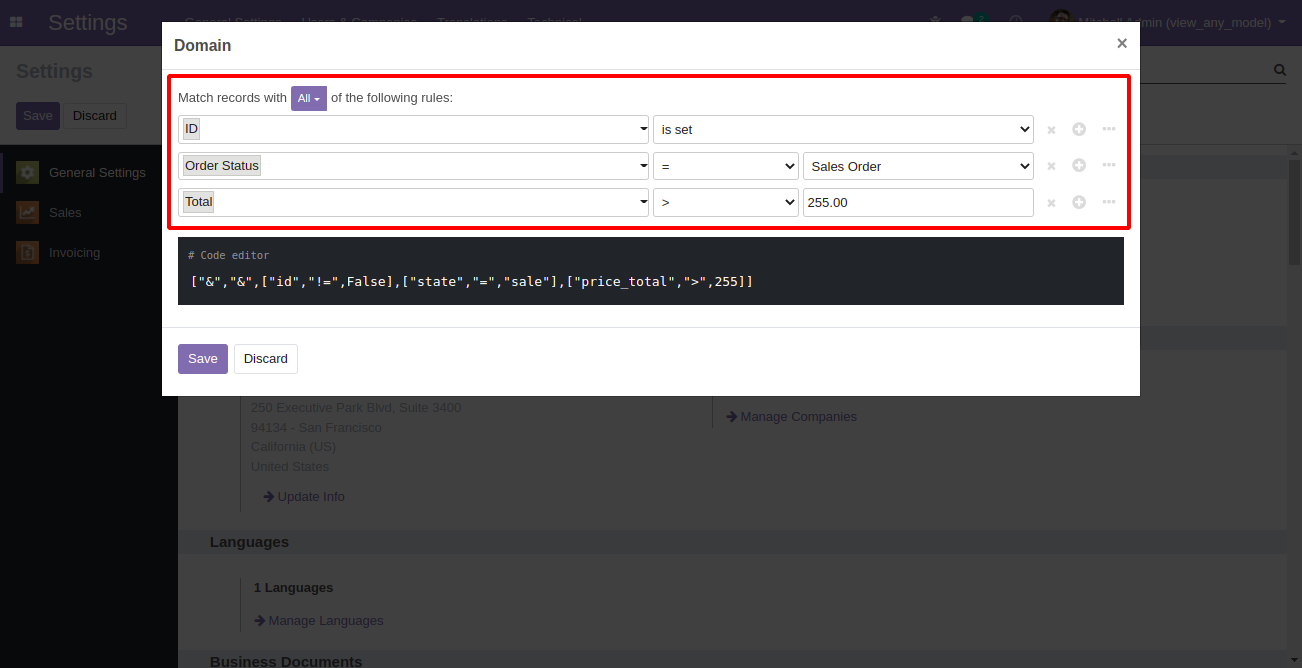 Settings General Settings Users & Companies Translations Technical 2 Mitchell Admin (view_any_model)
Domain ×
Settings
Match records with All of the following rules:
Save Discard
ID is set
Order Status = Sales Order
General Settings
Total > 255.00
Sales
Invoicing
# Code editor
["&","&",["id","!=",False],["state","=","sale"],["price_total",">",255]]
Save Discard
250 Executive Park Blvd, Suite 3400
94134 - San Francisco
Manage Companies
California (US)
United States
Update Info
Languages
1 Languages
Manage Languages
Business Documents